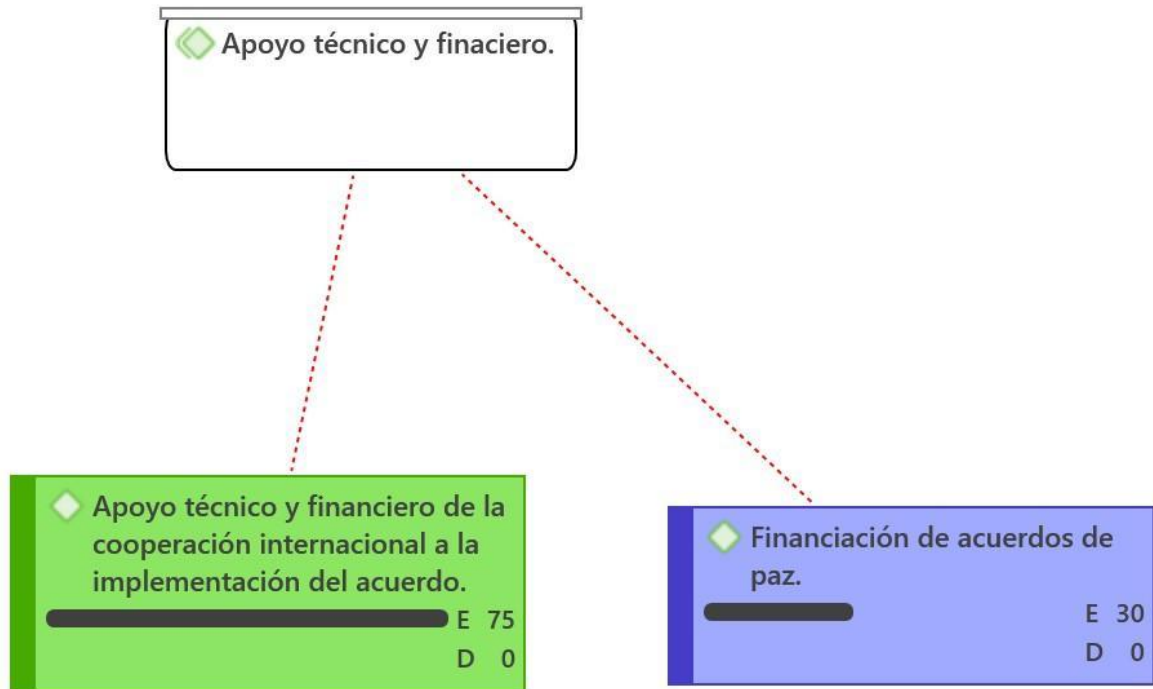 Apoyo técnico y finaciero.
Apoyo técnico y financiero de la
cooperación internacional a la
implementación del acuerdo.
E 75
D 0
Financiación de acuerdos de
paz.
E 30
D 0